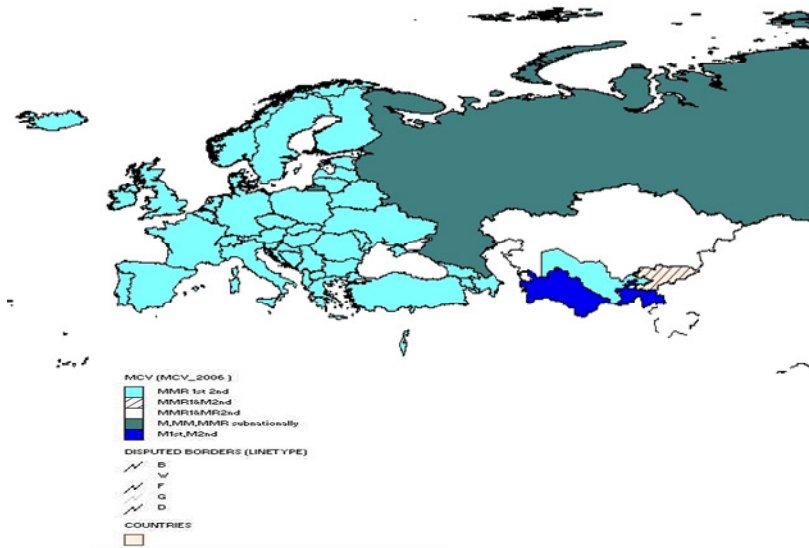 MCV (MCV_2006 )
MMR 1st 2nd
MMR1&M2nd
MMR1&MR2nd
M,MM,MMR subnationally
M1st,M2nd
DISPUTED BORDERS (LINETYPE)
B
W
F
G
D
COUNTRIES